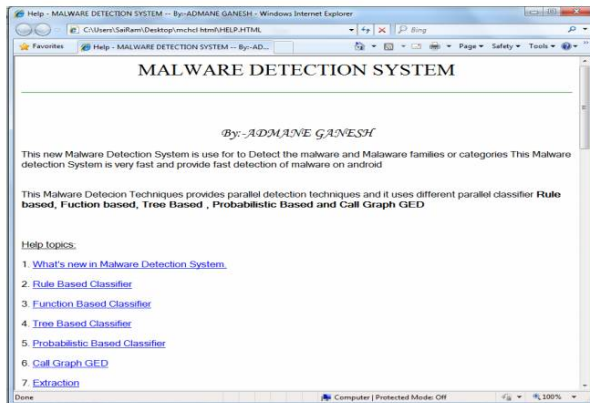 Help - MALWARE DETECTION SYSTEM -- By:-ADMANE GANESH - Windows Internet Explorer
C:\Users\SaiRam\Desktop\mchcl html\HELP.HTML
Bing
Favorites Help - MALWARE DETECTION SYSTEM -- By:-AD... Page Safety Tools
MALWARE DETECTION SYSTEM
By:-ADMANE GANESH
This new Malware Detection System is use for to Detect the malware and Malaware families or categories This Malware
detection System is very fast and provide fast detection of malware on android
This Malware Detecion Techniques provides parallel detection techniques and it uses different parallel classifier Rule
based, Fuction based, Tree Based , Probabilistic Based and Call Graph GED
Help topics:
1. What's new in Malware Detection System.
2. Rule Based Classifier
3. Function Based Classifier
4. Tree Based Classifier
5. Probabilistic Based Classifier
6. Call Graph GED
7. Extraction
Done Computer | Protected Mode: Off 100%